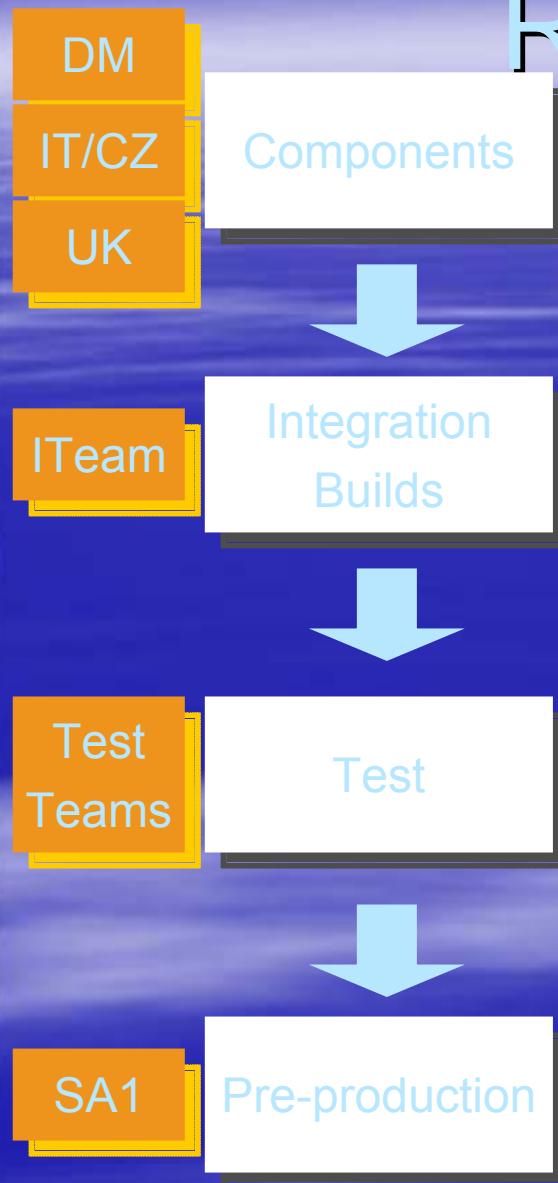 R
DM
IT/CZ
UK
Components
ITeam
Integration
Builds
Test
Teams
Test
SA1
Pre-production